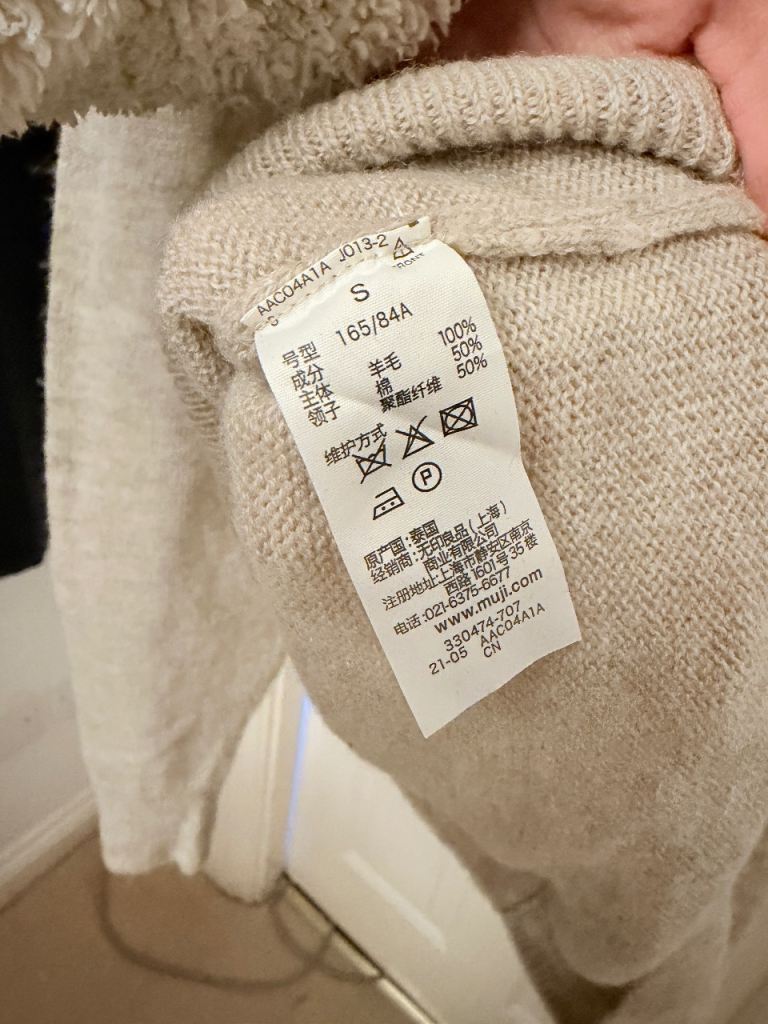 AAC04A1A J013-2
FRONT
S
S
号型 165/84A
成分
主体 羊毛 100%
领子 棉 50%
聚酯纤维 50%
维护方式
P
原产国:泰国
经销商:无印良品(上海)
商业有限公司
注册地址:上海市静安区南京
西路1601号35楼
电话:021-6375-6677
www.muji.com
330474-707
21-05 AAC04A1A
CN